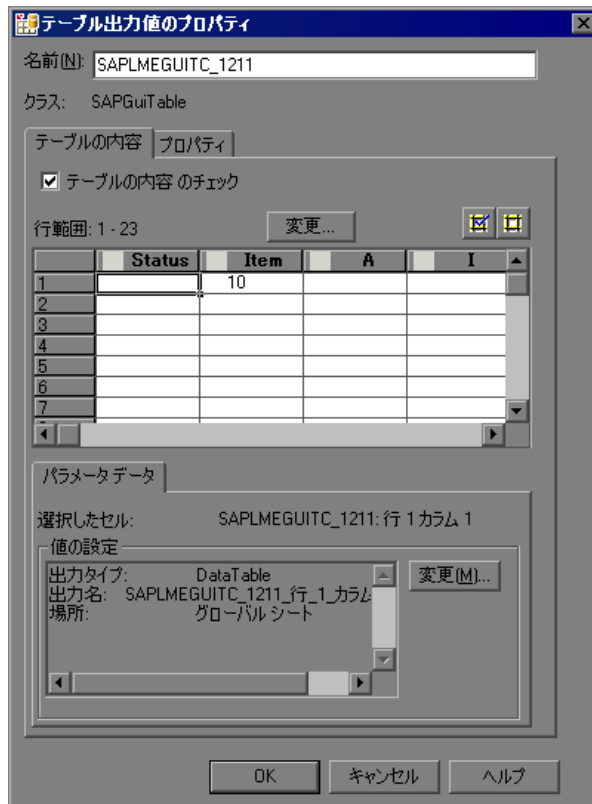 テーブル出力値のプロパティ
名前(N): SAPLMEGUITC_1211
クラス: SAPGuiTable
テーブルの内容 プロパティ
テーブルの内容 のチェック
行範囲: 1 - 23 変更...
Status Item A I
1 10
2
3
4
5
6
7
パラメータ データ
選択したセル: SAPLMEGUITC_1211: 行 1 カラム 1
値の設定
出力タイプ: DataTable 変更(M)...
出力名: SAPLMEGUITC_1211_行_1_カラム
場所: グローバル シート
OK キャンセル ヘルプ